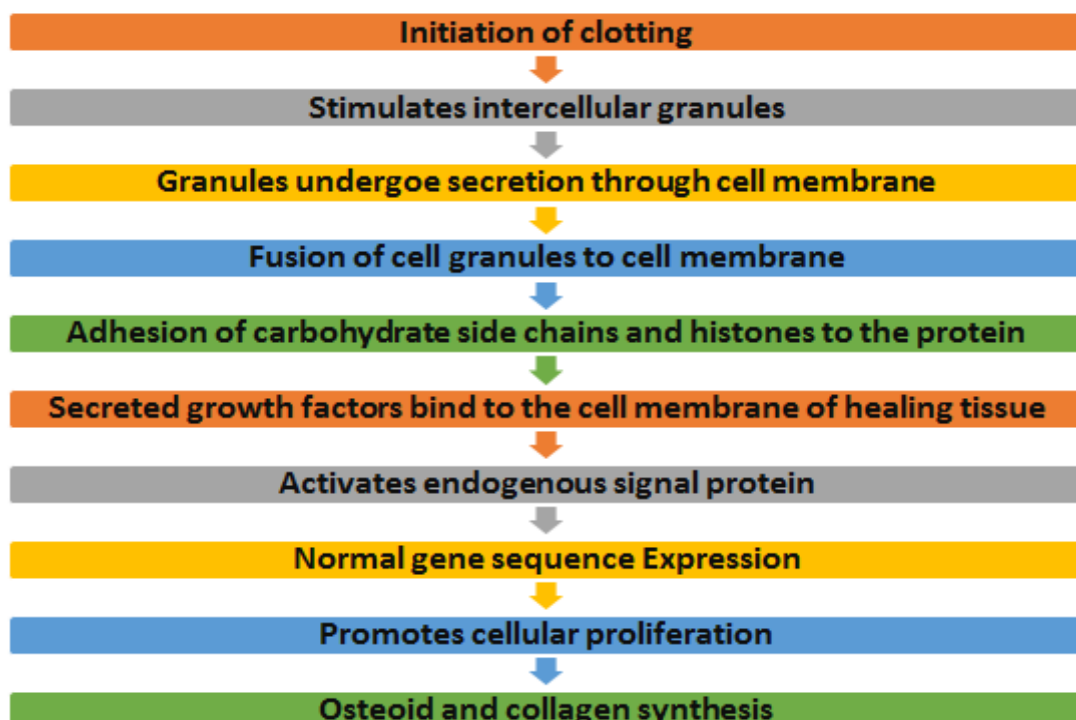 Initiation of clotting
Stimulates intercellular granules
Granules undergoe secretion through cell membrane
Fusion of cell granules to cell membrane
Adhesion of carbohydrate side chains and histones to the protein
Secreted growth factors bind to the cell membrane of healing tissue
Activates endogenous signal protein
Normal gene sequence Expression
Promotes cellular proliferation
Osteoid and collagen synthesis